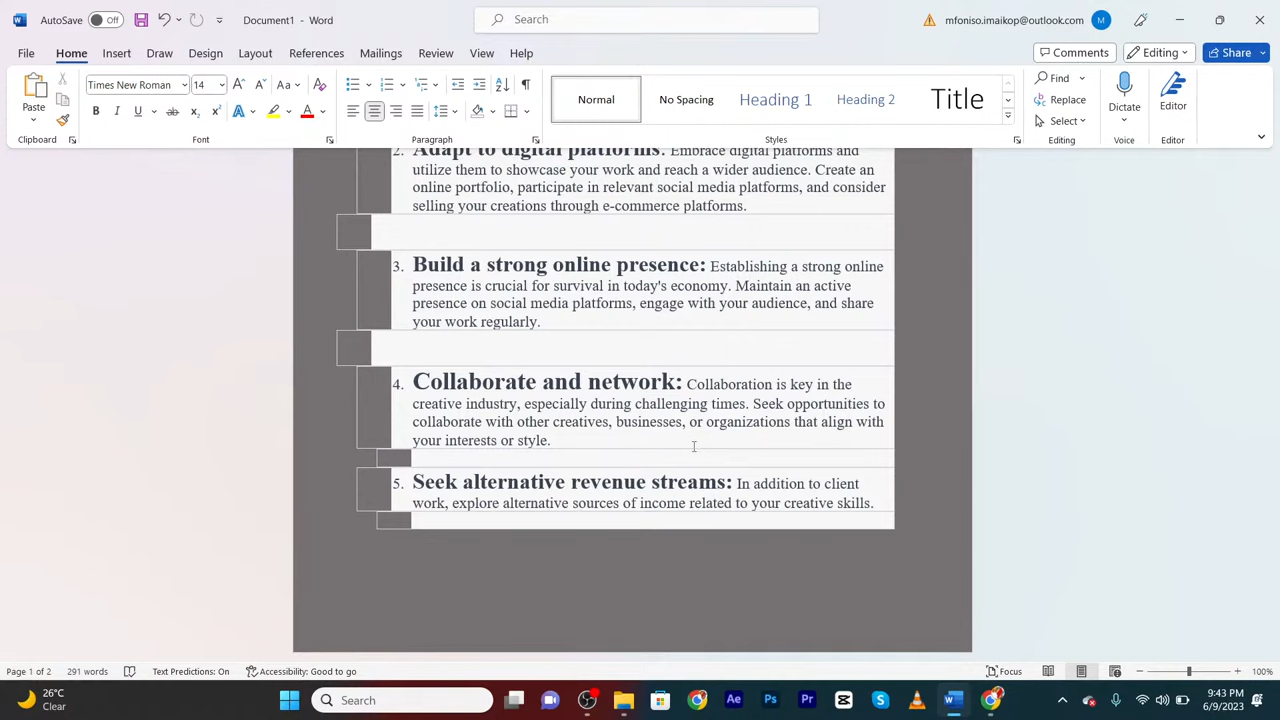 AutoSave Off Document1 - Word Search mfoniso.imaikop@outlook.com M
File Home Insert Draw Design Layout References Mailings Review View Help Comments Editing Share
Times New Roman 14 Normal No Spacing Heading 1 Heading 2 Title Find Replace Select
Paste Dictate Editor
Clipboard Font Paragraph Styles Editing Voice Editor
2. Adapt to digital platforms: Embrace digital platforms and
utilize them to showcase your work and reach a wider audience. Create an
online portfolio, participate in relevant social media platforms, and consider
selling your creations through e-commerce platforms.
3. Build a strong online presence: Establishing a strong online
presence is crucial for survival in today's economy. Maintain an active
presence on social media platforms, engage with your audience, and share
your work regularly.
4. Collaborate and network: Collaboration is key in the
creative industry, especially during challenging times. Seek opportunities to
collaborate with other creatives, businesses, or organizations that align with
your interests or style.
5. Seek alternative revenue streams: In addition to client
work, explore alternative sources of income related to your creative skills.
Page 1 of 2 291 words Text Predictions: On Accessibility: Good to go Focus 100%
26°C
Clear
Search
Ae Ps Pr
9:43 PM
6/9/2023